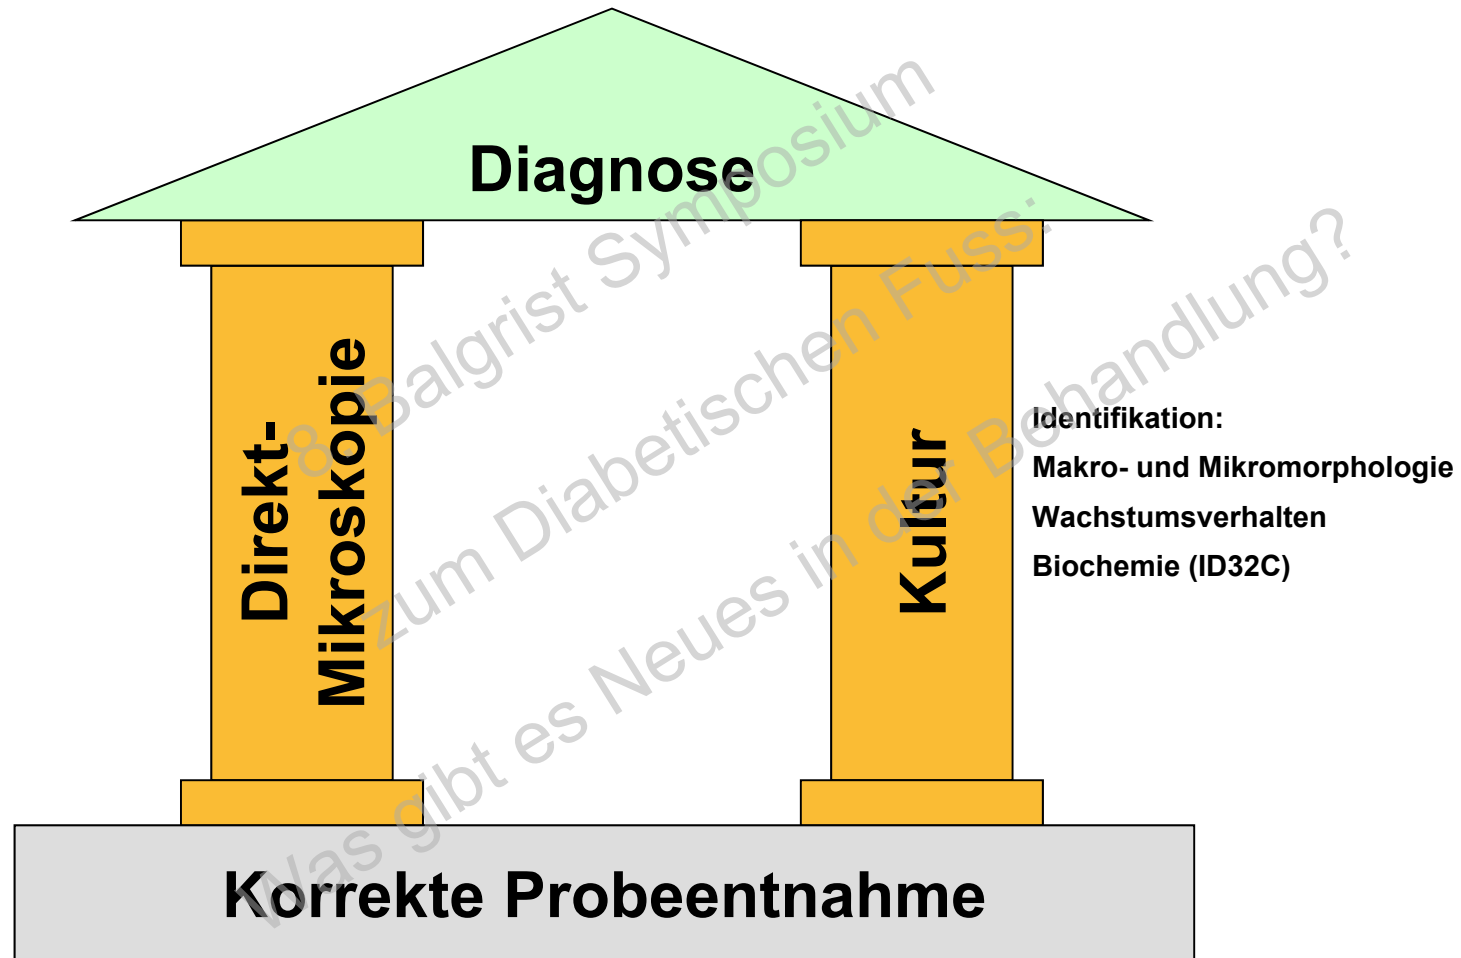 Diagnose
Direkt-
Mikroskopie
Kultur
Identifikation:
Makro- und Mikromorphologie
Wachstumsverhalten
Biochemie (ID32C)
Korrekte Probeentnahme
8. Balgrist Symposium
zum Diabetischen Fuss:
Was gibt es Neues in der Behandlung?